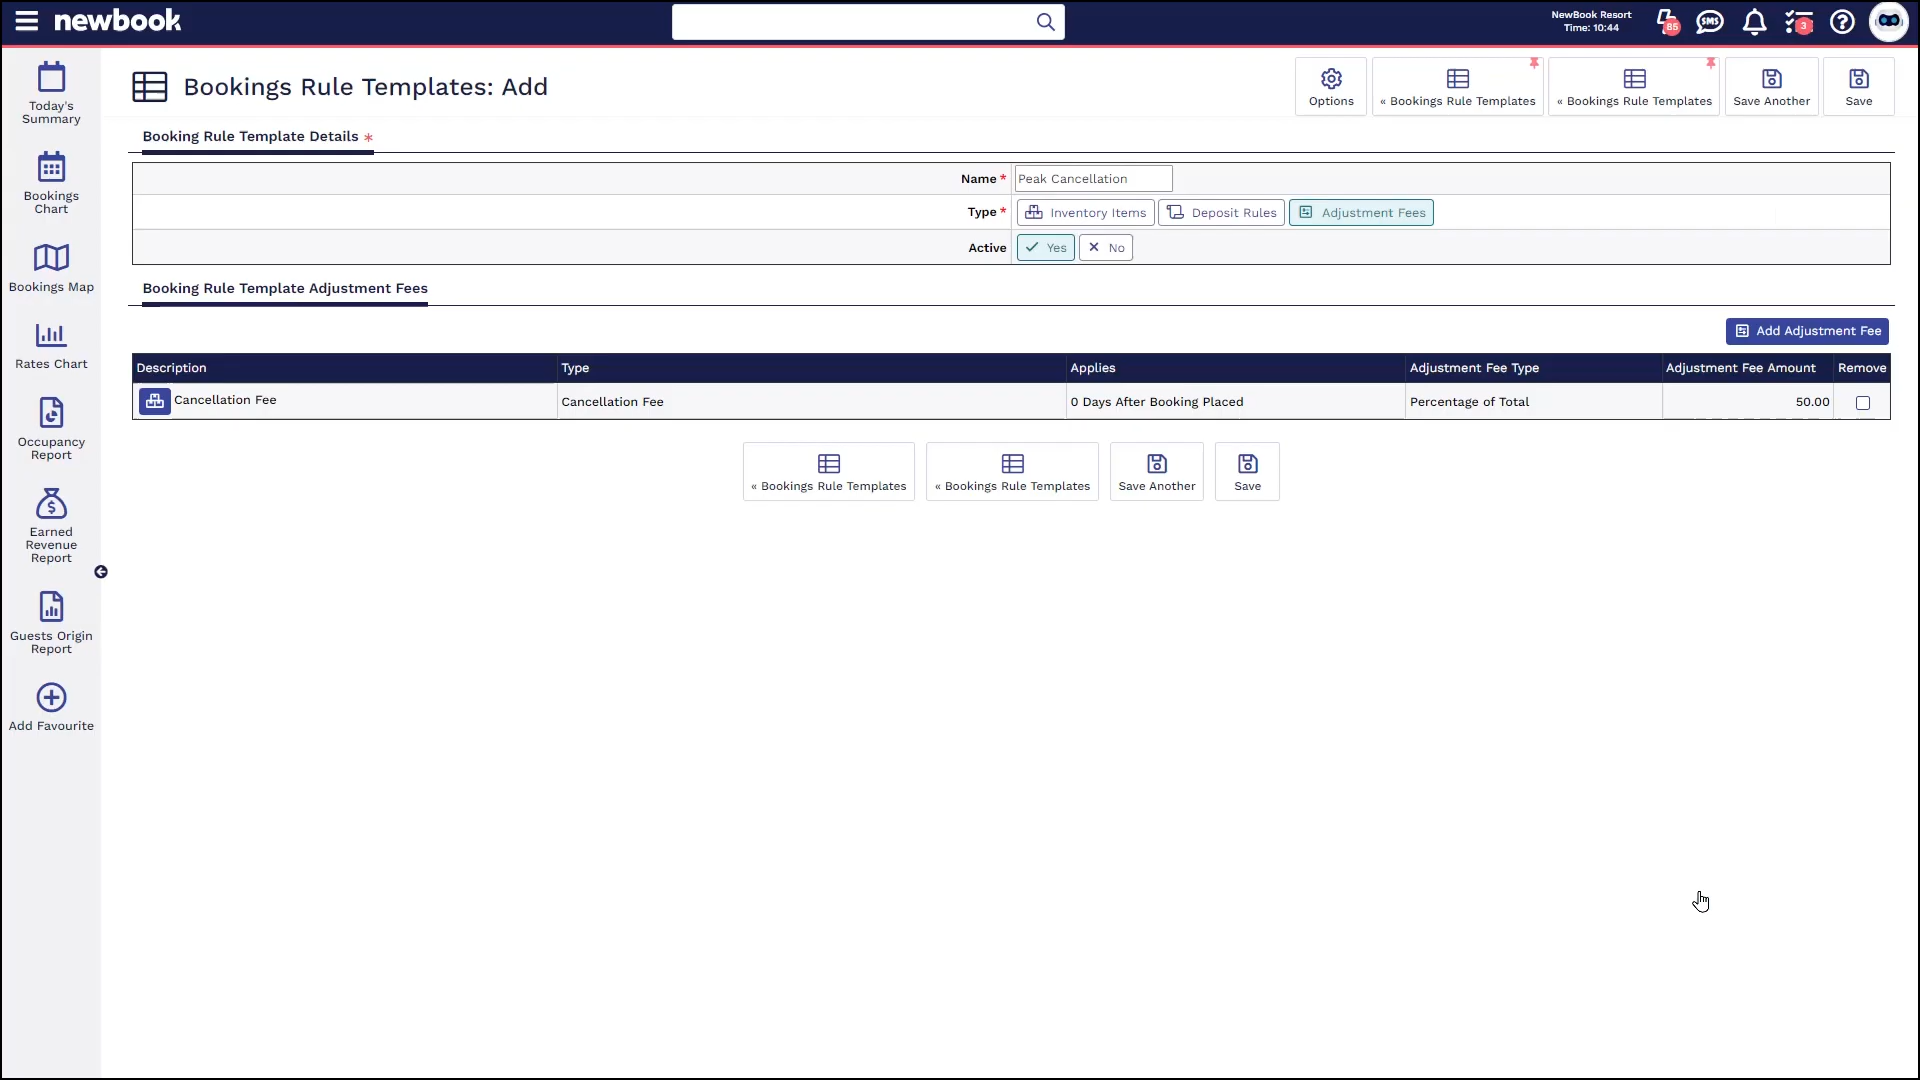 newbook
NewBook Resort
Time: 10:44
85
SMS
3
Today's
Summary
Bookings
Chart
Bookings Map
Rates Chart
Occupancy
Report
Earned
Revenue
Report
Guests Origin
Report
Add Favourite
Bookings Rule Templates: Add
Options
« Bookings Rule Templates
« Bookings Rule Templates
Save Another
Save
Booking Rule Template Details *
Name * Peak Cancellation
Type * Inventory Items Deposit Rules Adjustment Fees
Active Yes No
Booking Rule Template Adjustment Fees
Add Adjustment Fee
Description Type Applies Adjustment Fee Type Adjustment Fee Amount Remove
Cancellation Fee Cancellation Fee 0 Days After Booking Placed Percentage of Total 50.00
« Bookings Rule Templates
« Bookings Rule Templates
Save Another
Save